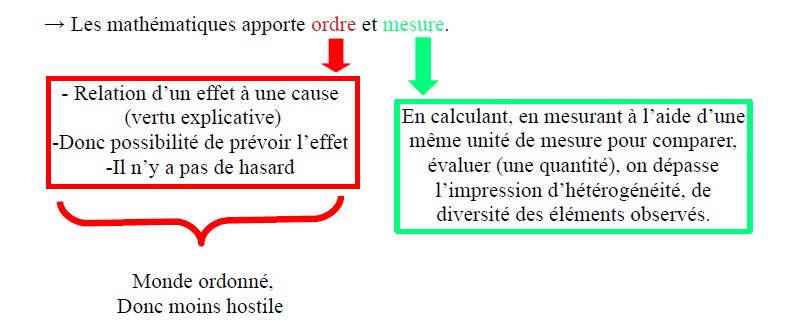 → Les mathématiques apporte ordre et mesure.
- Relation d’un effet à une cause
(vertu explicative)
-Donc possibilité de prévoir l’effet
-Il n’y a pas de hasard
En calculant, en mesurant à l’aide d’une
même unité de mesure pour comparer,
évaluer (une quantité), on dépasse
l’impression d’hétérogénéité, de
diversité des éléments observés.
Monde ordonné,
Donc moins hostile